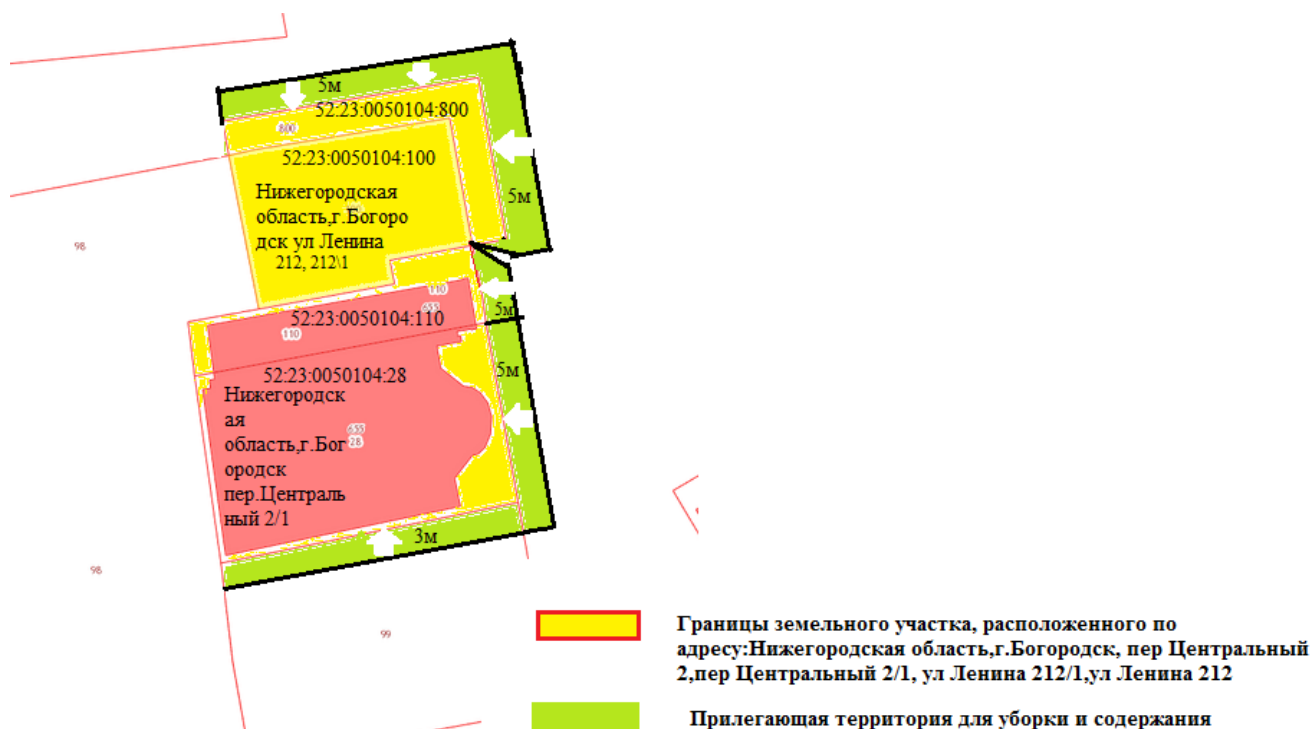 5м
52:23:0050104:800
800
52:23:0050104:100
Нижегородская
область,г.Богоро
дск ул Ленина
212, 212\1
5м
98
110
655
5м
52:23:0050104:110
110
5м
52:23:0050104:28
Нижегородск
ая
область,г.Бог
ородск
пер.Централь
ный 2/1
655
28
3м
98
99
Границы земельного участка, расположенного по
адресу:Нижегородская область,г.Богородск, пер Центральный
2,пер Центральный 2/1, ул Ленина 212/1,ул Ленина 212
Прилегающая территория для уборки и содержания